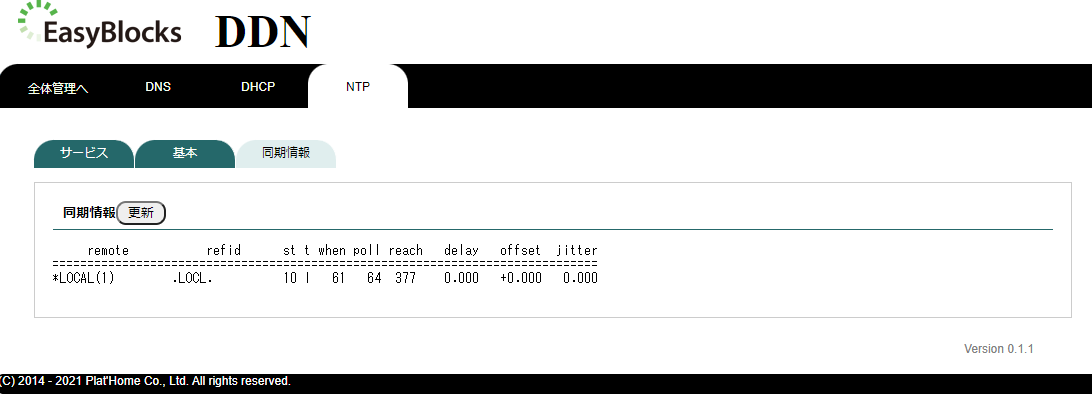 EasyBlocks DDN
全体管理へ DNS DHCP NTP
サービス 基本 同期情報
同期情報 更新
remote refid st t when poll reach delay offset jitter
==============================================================================
*LOCAL(1) .LOCL. 10 l 61 64 377 0.000 +0.000 0.000
Version 0.1.1
(C) 2014 - 2021 Plat'Home Co., Ltd. All rights reserved.